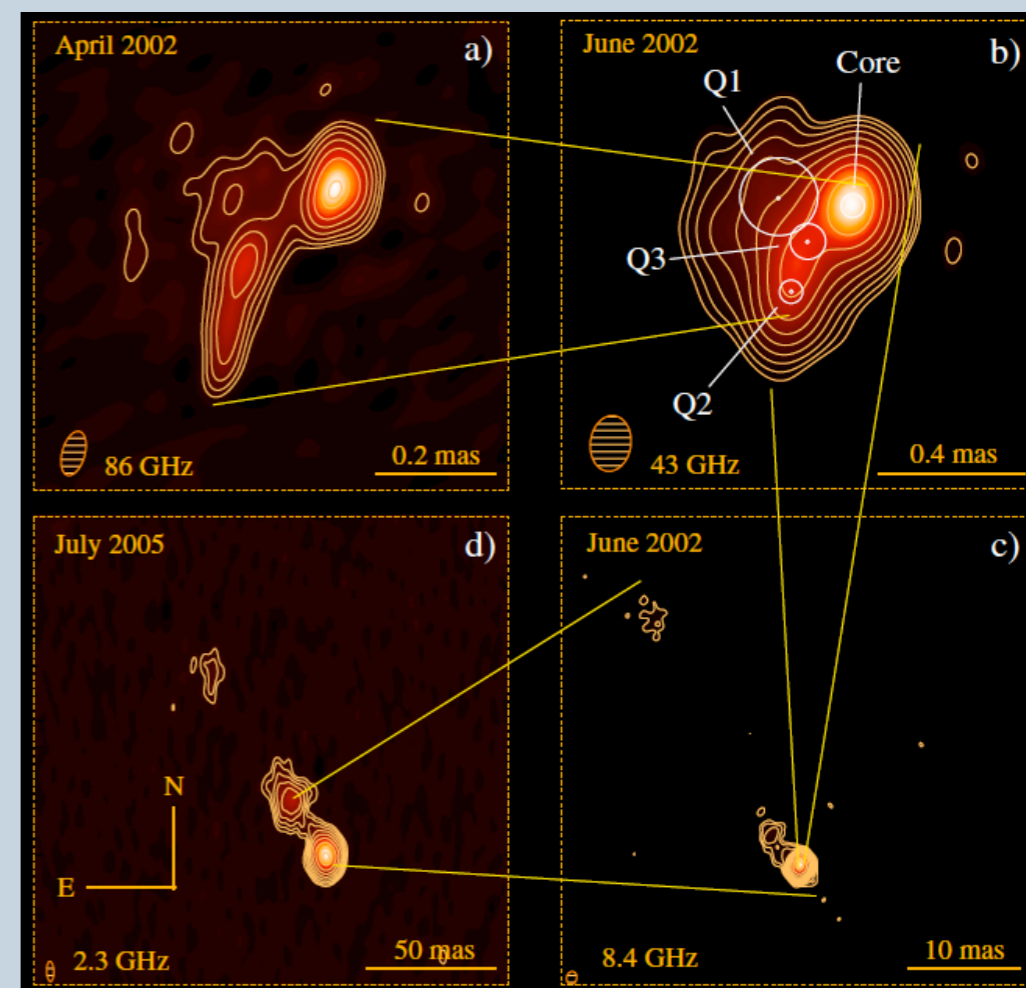 April 2002
a)
86 GHz
0.2 mas
June 2002
b)
Core
Q1
Q3
Q2
43 GHz
0.4 mas
July 2005
d)
N
E
2.3 GHz
50 mas
June 2002
c)
8.4 GHz
10 mas